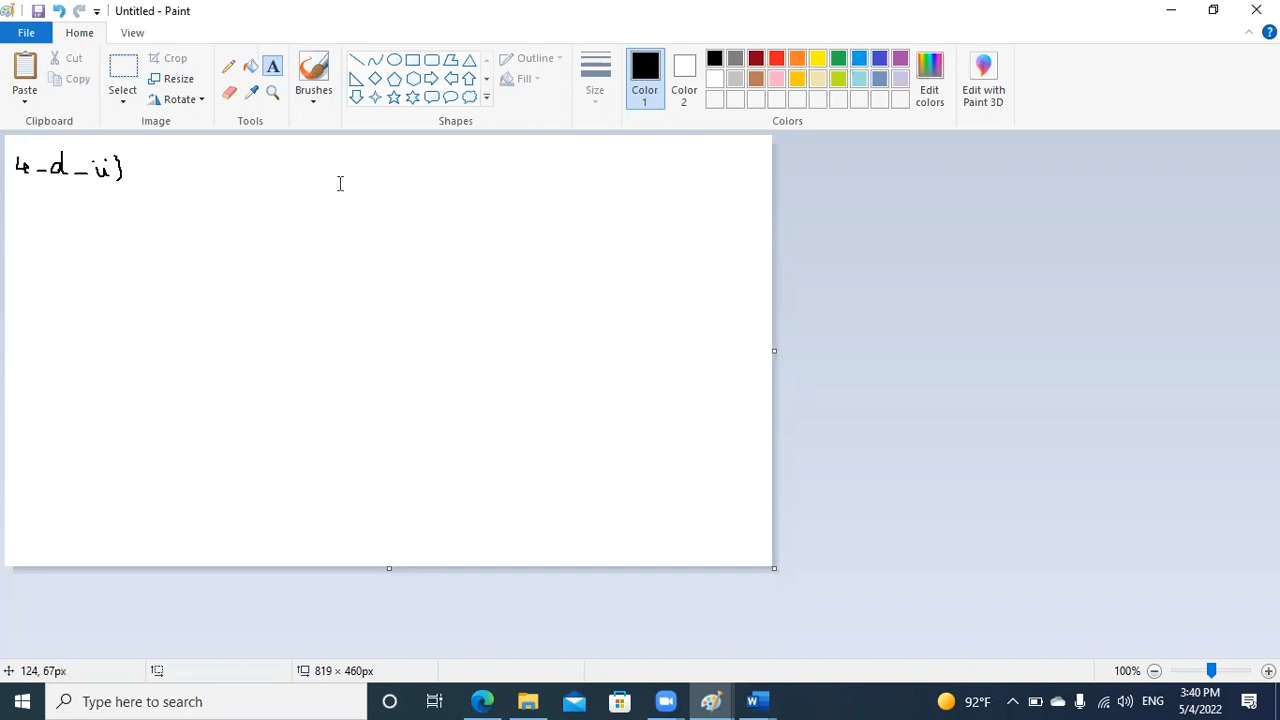 Untitled - Paint
File Home View
Paste
Cut
Copy
Clipboard
Select
Crop
Resize
Rotate
Image
A
Tools
Brushes
Outline
Fill
Shapes
Size
Color 1
Color 2
Edit colors
Colors
Edit with Paint 3D
4-d-ii)
124, 67px
819 × 460px
100%
Type here to search
92°F
ENG
3:40 PM
5/4/2022